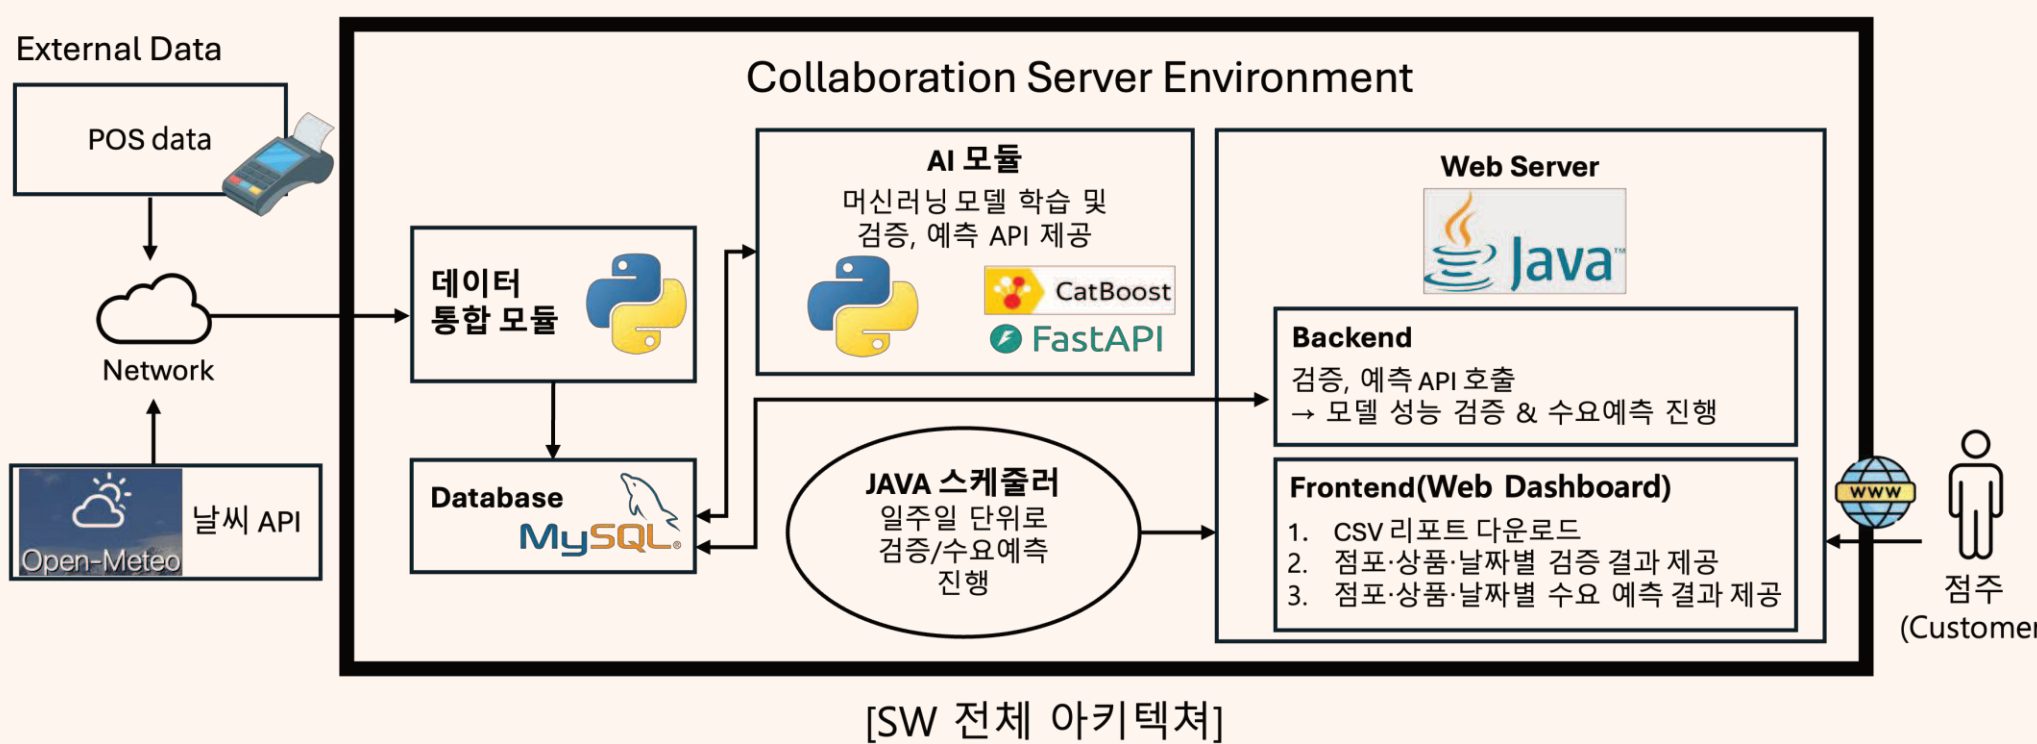 External Data
POS data
Network
Open-Meteo
날씨 API
Collaboration Server Environment
데이터
통합 모듈
Database
MySQL
AI 모듈
머신러닝 모델 학습 및
검증, 예측 API 제공
CatBoost
FastAPI
JAVA 스케줄러
일주일 단위로
검증/수요예측
진행
Web Server
Java™
Backend
검증, 예측 API 호출
→ 모델 성능 검증 & 수요예측 진행
Frontend(Web Dashboard)
1. CSV 리포트 다운로드
2. 점포·상품·날짜별 검증 결과 제공
3. 점포·상품·날짜별 수요 예측 결과 제공
WWW
점주
(Customer
[SW 전체 아키텍쳐]